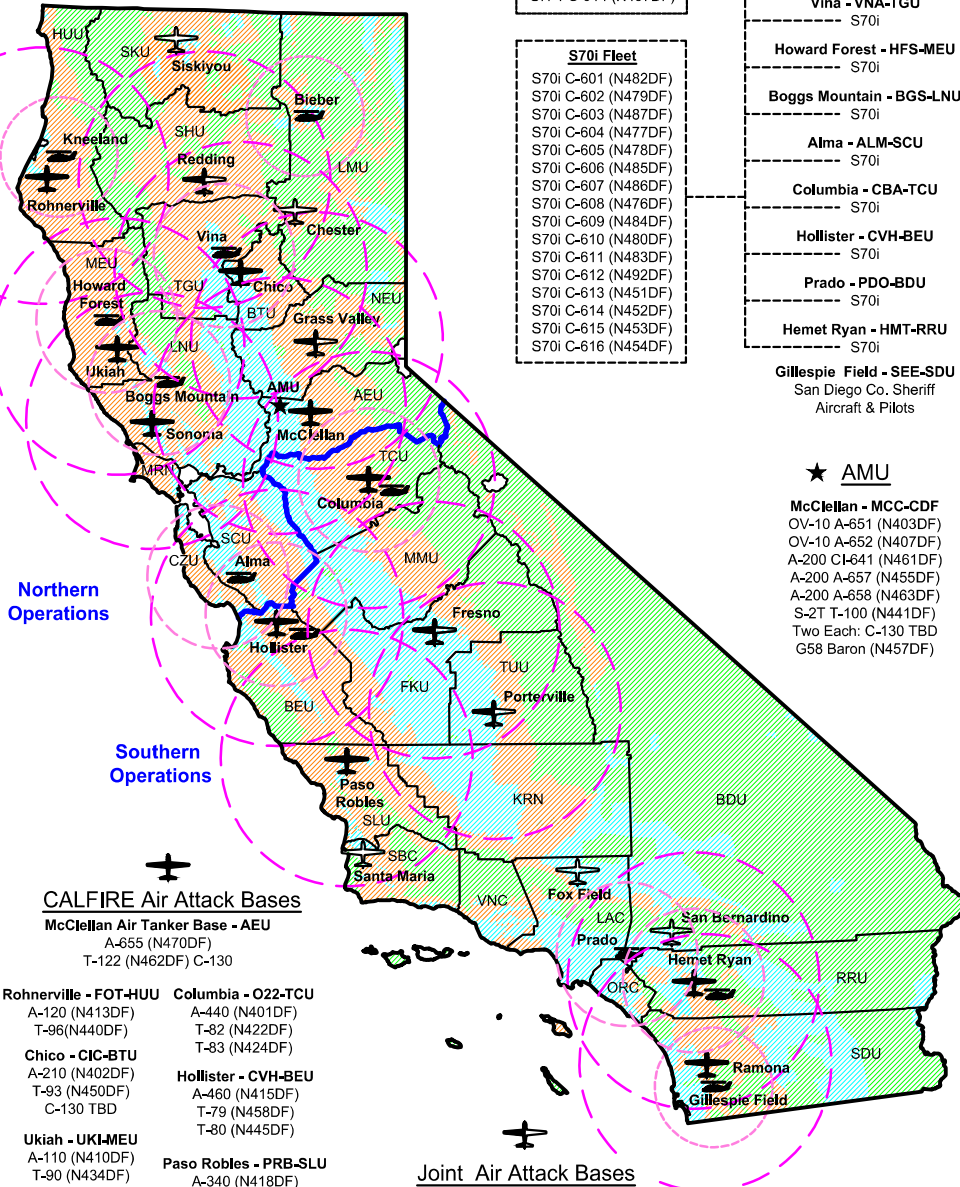 S70i Fleet
S70i C-601 (N482DF)
S70i C-602 (N479DF)
S70i C-603 (N487DF)
S70i C-604 (N477DF)
S70i C-605 (N478DF)
S70i C-606 (N485DF)
S70i C-607 (N486DF)
S70i C-608 (N476DF)
S70i C-609 (N484DF)
S70i C-610 (N480DF)
S70i C-611 (N483DF)
S70i C-612 (N492DF)
S70i C-613 (N451DF)
S70i C-614 (N452DF)
S70i C-615 (N453DF)
S70i C-616 (N454DF)
Vina - VNA-TGU
S70i
Howard Forest - HFS-MEU
S70i
Boggs Mountain - BGS-LNU
S70i
Alma - ALM-SCU
S70i
Columbia - CBA-TCU
S70i
Hollister - CVH-BEU
S70i
Prado - PDO-BDU
S70i
Hemet Ryan - HMT-RRU
S70i
Gillespie Field - SEE-SDU
San Diego Co. Sheriff
Aircraft & Pilots
AMU
McClellan - MCC-CDF
OV-10 A-651 (N403DF)
OV-10 A-652 (N407DF)
A-200 CI-641 (N461DF)
A-200 A-657 (N455DF)
A-200 A-658 (N463DF)
S-2T T-100 (N441DF)
Two Each: C-130 TBD
G58 Baron (N457DF)
HUU
SKU
Siskiyou
Bieber
Kneeland
SHU
Redding
LMU
Rohnerville
Chester
Vina
MEU
Howard
Forest
TGU
Chico
BTU
NEU
Grass Valley
LNU
Ukiah
Boggs Mountain
AMU
AEU
Sonoma
McClellan
TCU
MRN
Columbia
SCU
CZU
Alma
MMU
Northern
Operations
Fresno
Hollister
TUU
FKU
BEU
Porterville
Southern
Operations
Paso
Robles
KRN
BDU
SLU
SBC
Santa Maria
VNC
Fox Field
LAC
San Bernardino
Prado
Hemet Ryan
ORC
RRU
SDU
Ramona
Gillespie Field
CALFIRE Air Attack Bases
McClellan Air Tanker Base - AEU
A-655 (N470DF)
T-122 (N462DF) C-130
Rohnerville - FOT-HUU
A-120 (N413DF)
T-96(N440DF)
Chico - CIC-BTU
A-210 (N402DF)
T-93 (N450DF)
C-130 TBD
Ukiah - UKI-MEU
A-110 (N410DF)
T-90 (N434DF)
Columbia - O22-TCU
A-440 (N401DF)
T-82 (N422DF)
T-83 (N424DF)
Hollister - CVH-BEU
A-460 (N415DF)
T-79 (N458DF)
T-80 (N445DF)
Paso Robles - PRB-SLU
A-340 (N418DF)
Joint Air Attack Bases